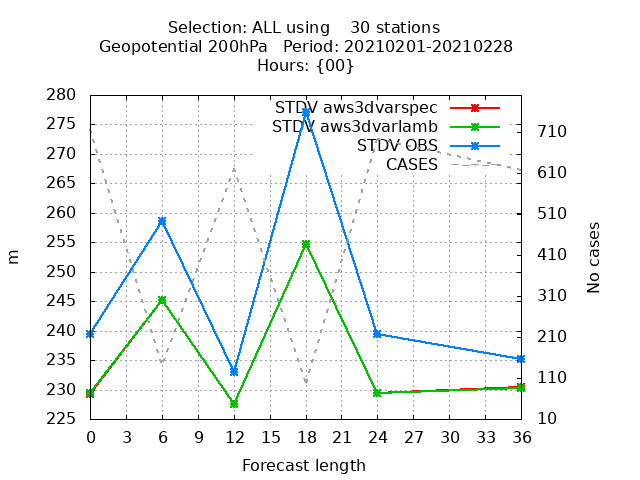 Selection: ALL using    30 stations
Geopotential 200hPa   Period: 20210201-20210228
Hours: {00}
280
275
270
265
260
255
250
245
240
235
230
225
m
STDV aws3dvarspec
STDV aws3dvarlamb
STDV OBS
CASES
710
610
510
410
310
210
110
10
No cases
0 3 6 9 12 15 18 21 24 27 30 33 36
Forecast length